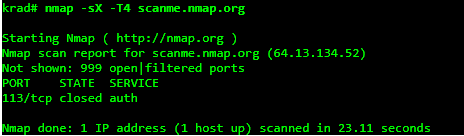 krad# nmap -sX -T4 scanme.nmap.org
Starting Nmap ( http://nmap.org )
Nmap scan report for scanme.nmap.org (64.13.134.52)
Not shown: 999 open|filtered ports
PORT    STATE  SERVICE
113/tcp closed auth
Nmap done: 1 IP address (1 host up) scanned in 23.11 seconds